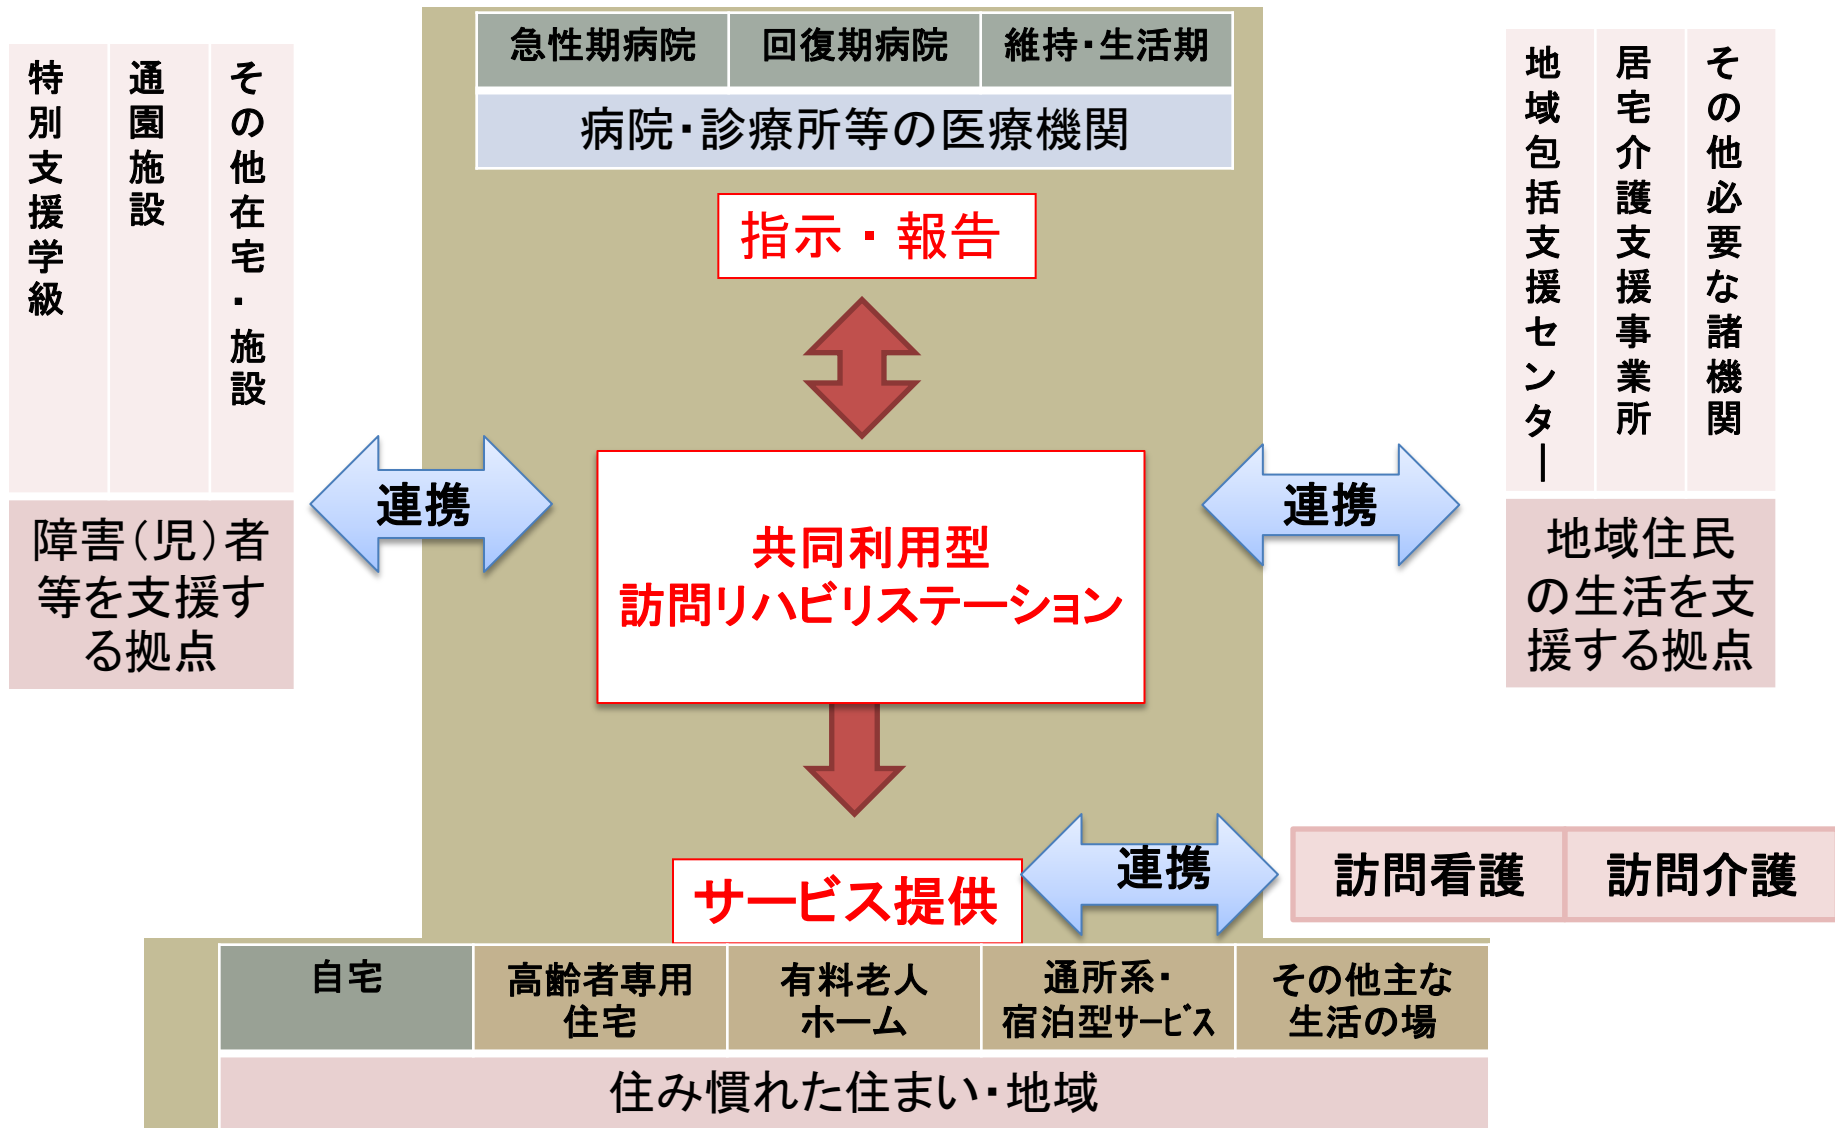 急性期病院
回復期病院
維持・生活期
病院・診療所等の医療機関
特別支援学級
通園施設
その他在宅・施設
障害（児）者
等を支援す
る拠点
地域包括支援センター
居宅介護支援事業所
その他必要な諸機関
地域住民
の生活を支
援する拠点
指示・報告
連携
連携
共同利用型
訪問リハビリステーション
サービス提供
連携
訪問看護
訪問介護
自宅
高齢者専用
住宅
有料老人
ホーム
通所系・
宿泊型ｻｰﾋﾞｽ
その他主な
生活の場
住み慣れた住まい・地域